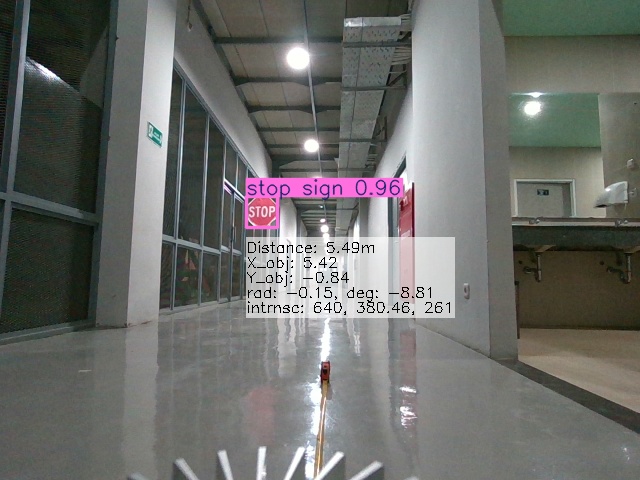 stop sign 0.96
STOP
Distance: 5.49m
X_obj: 5.42
Y_obj: -0.84
rad: -0.15, deg: -8.81
intrnsc: 640, 380.46, 261